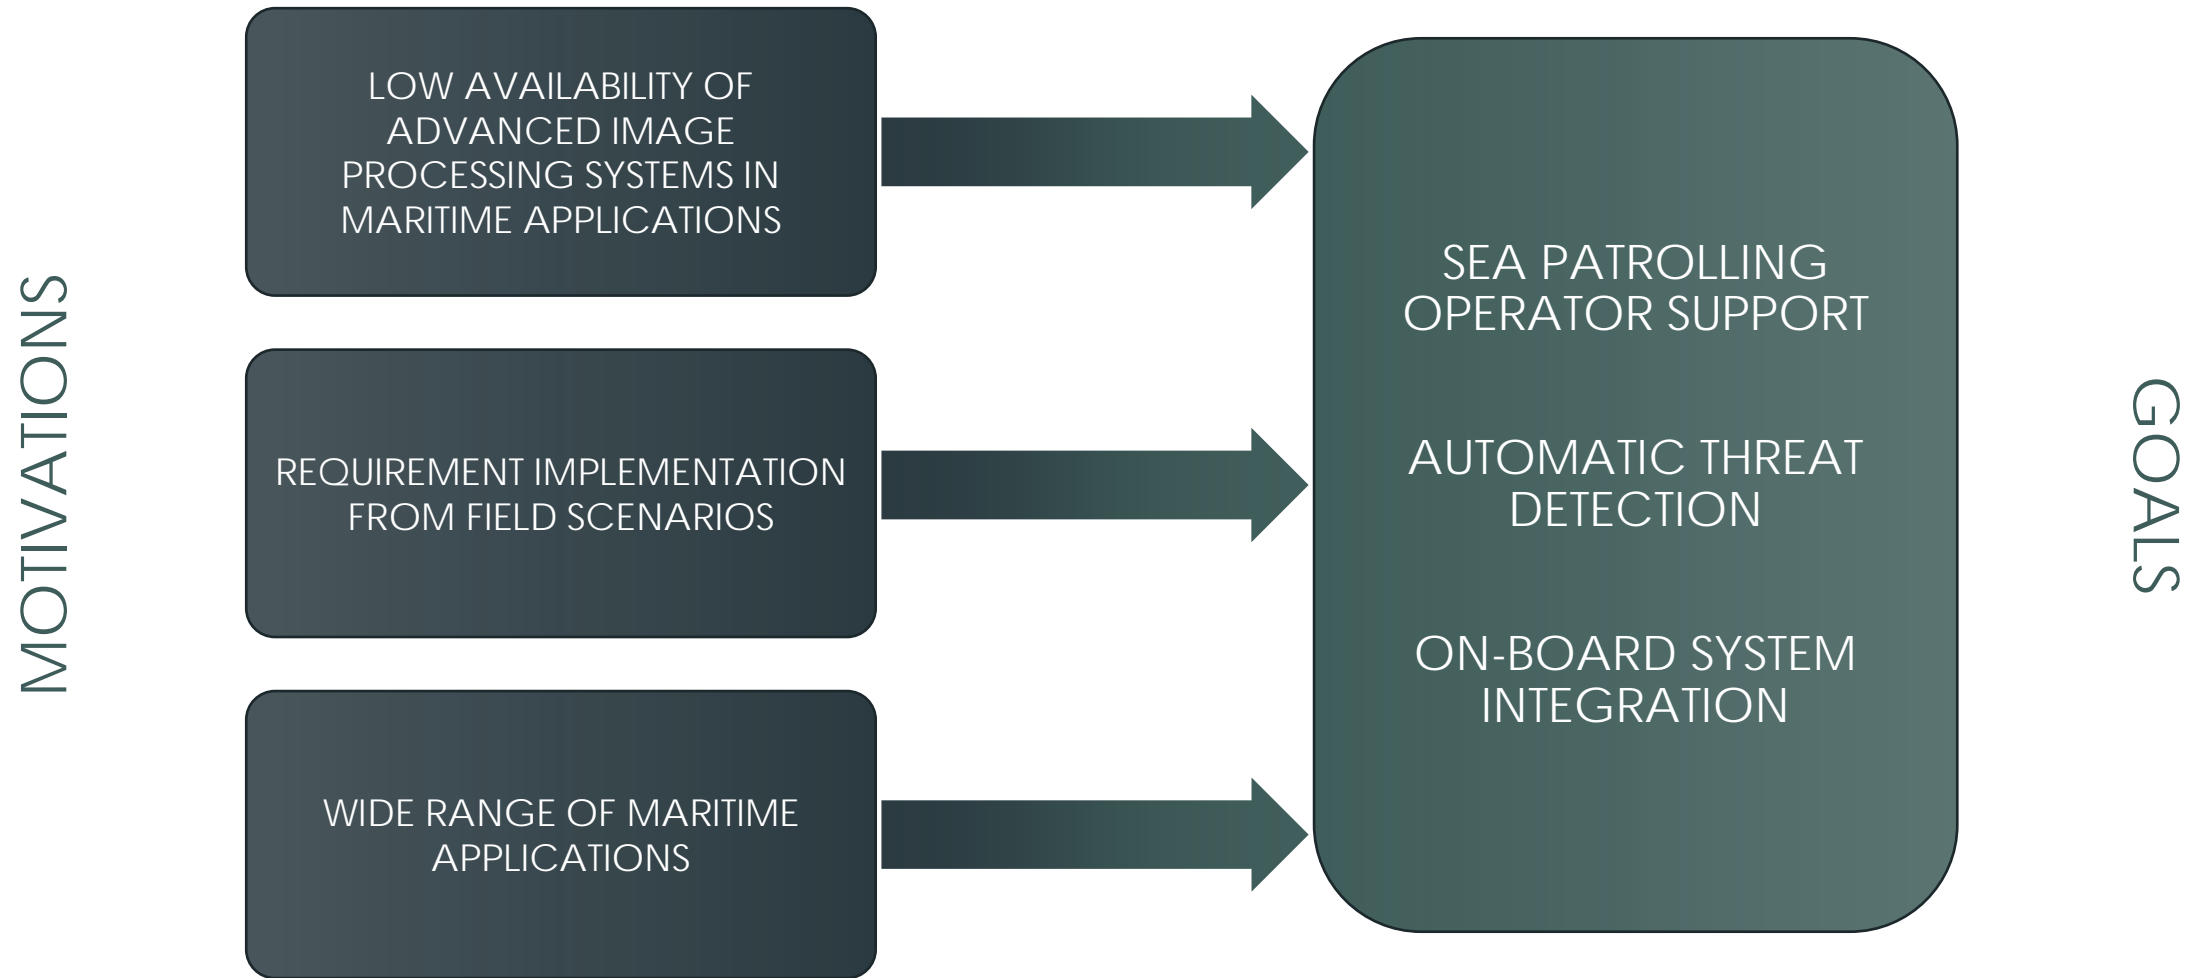 MOTIVATIONS
LOW AVAILABILITY OF
ADVANCED IMAGE
PROCESSING SYSTEMS IN
MARITIME APPLICATIONS
REQUIREMENT IMPLEMENTATION
FROM FIELD SCENARIOS
WIDE RANGE OF MARITIME
APPLICATIONS
SEA PATROLLING
OPERATOR SUPPORT
AUTOMATIC THREAT
DETECTION
ON-BOARD SYSTEM
INTEGRATION
GOALS